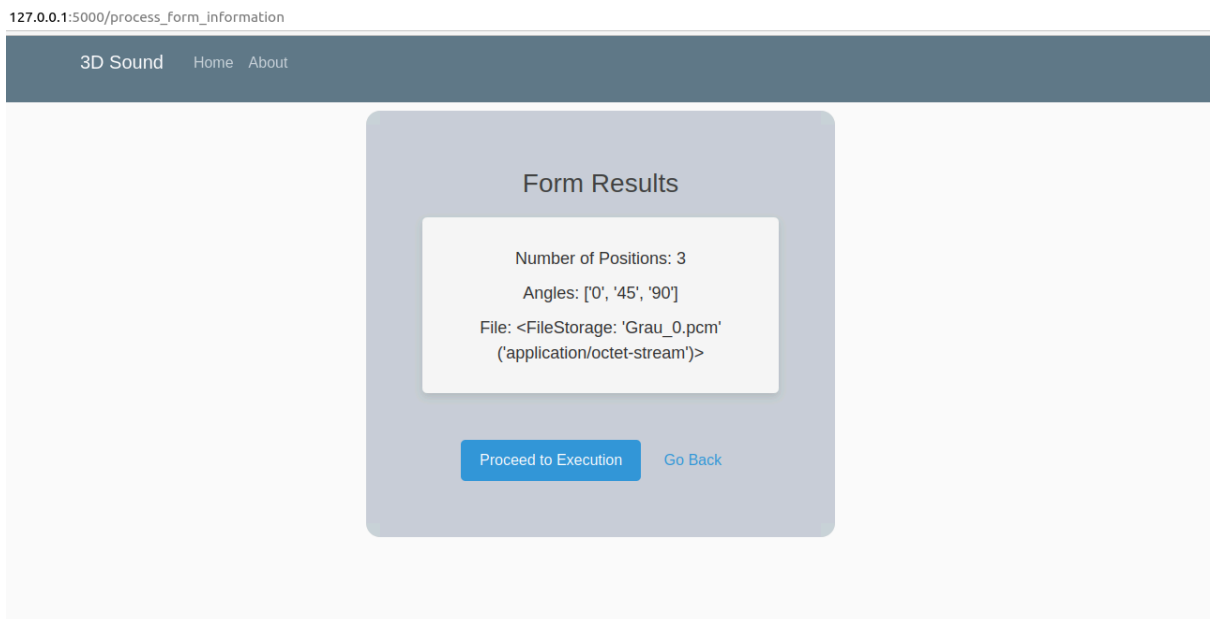 127.0.0.1:5000/process_form_information
3D Sound Home About
Form Results
Number of Positions: 3
Angles: ['0', '45', '90']
File: <FileStorage: 'Grau_0.pcm'
('application/octet-stream')>
Proceed to Execution Go Back